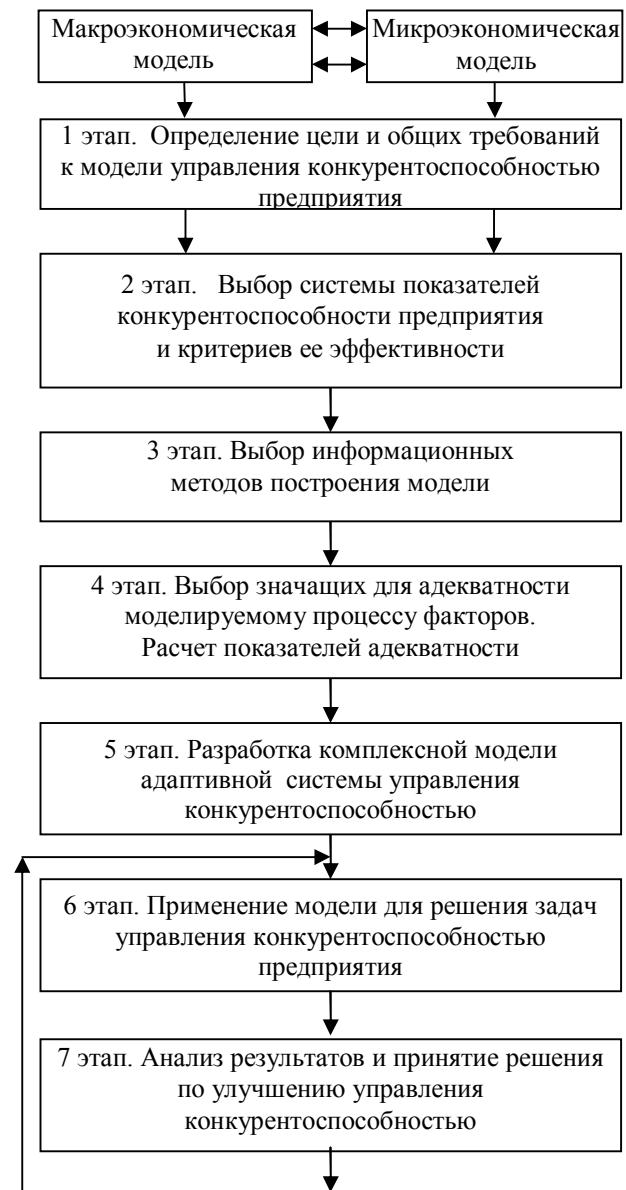 Макроэкономическая
модель
Микроэкономическая
модель
1 этап. Определение цели и общих требований
к модели управления конкурентоспособностью
предприятия
2 этап. Выбор системы показателей
конкурентоспособности предприятия
и критериев ее эффективности
3 этап. Выбор информационных
методов построения модели
4 этап. Выбор значащих для адекватности
моделируемому процессу факторов.
Расчет показателей адекватности
5 этап. Разработка комплексной модели
адаптивной системы управления
конкурентоспособностью
6 этап. Применение модели для решения задач
управления конкурентоспособностью
предприятия
7 этап. Анализ результатов и принятие решения
по улучшению управления
конкурентоспособностью